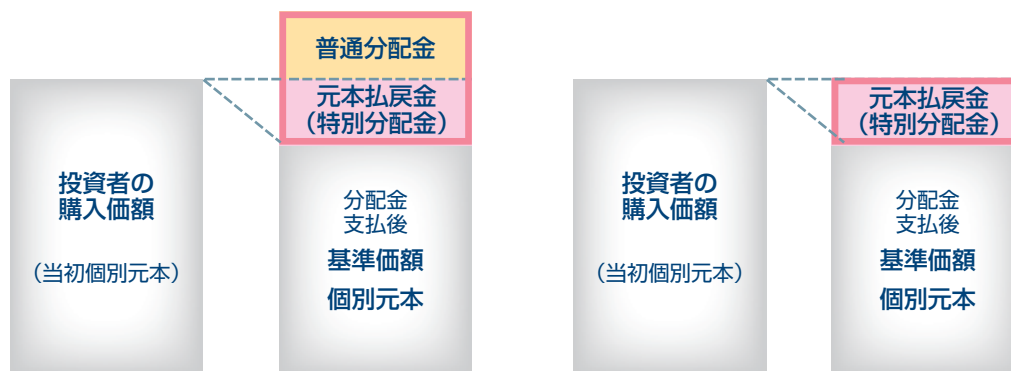 普通分配金
元本払戻金
（特別分配金）
投資者の
購入価額
（当初個別元本）
分配金
支払後
基準価額
個別元本
元本払戻金
（特別分配金）
投資者の
購入価額
（当初個別元本）
分配金
支払後
基準価額
個別元本